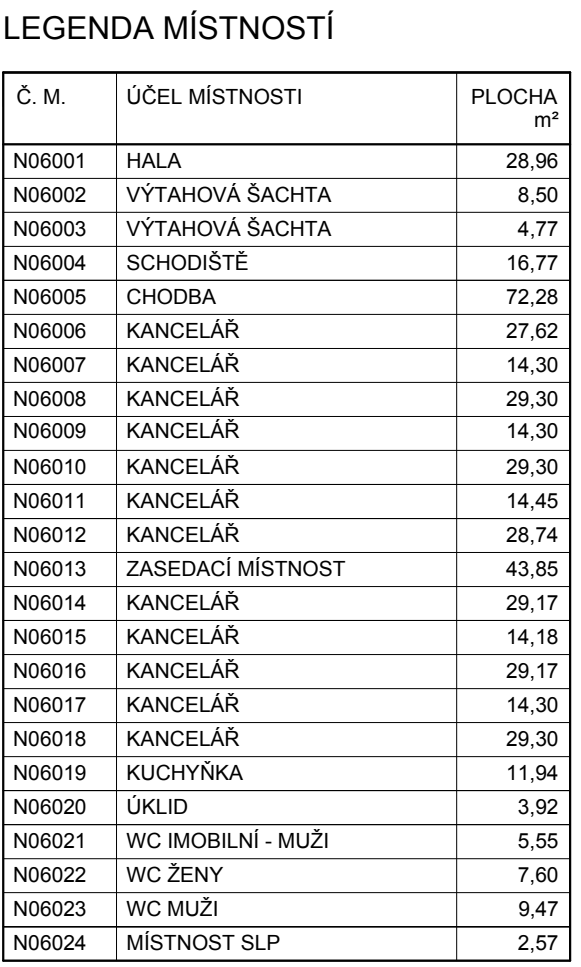 LEGENDA MÍSTNOSTÍ
Č. M. ÚČEL MÍSTNOSTI PLOCHA
m²
N06001 HALA 28,96
N06002 VÝTAHOVÁ ŠACHTA 8,50
N06003 VÝTAHOVÁ ŠACHTA 4,77
N06004 SCHODIŠTĚ 16,77
N06005 CHODBA 72,28
N06006 KANCELÁŘ 27,62
N06007 KANCELÁŘ 14,30
N06008 KANCELÁŘ 29,30
N06009 KANCELÁŘ 14,30
N06010 KANCELÁŘ 29,30
N06011 KANCELÁŘ 14,45
N06012 KANCELÁŘ 28,74
N06013 ZASEDACÍ MÍSTNOST 43,85
N06014 KANCELÁŘ 29,17
N06015 KANCELÁŘ 14,18
N06016 KANCELÁŘ 29,17
N06017 KANCELÁŘ 14,30
N06018 KANCELÁŘ 29,30
N06019 KUCHYŇKA 11,94
N06020 ÚKLID 3,92
N06021 WC IMOBILNÍ - MUŽI 5,55
N06022 WC ŽENY 7,60
N06023 WC MUŽI 9,47
N06024 MÍSTNOST SLP 2,57